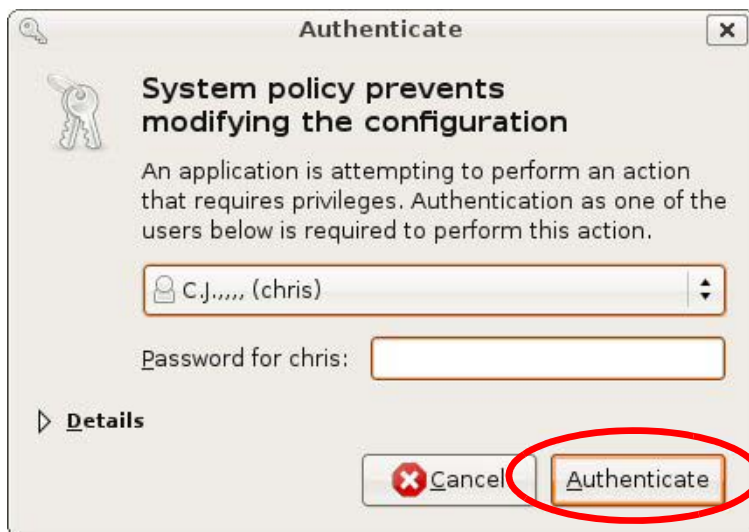 Authenticate
System policy prevents
modifying the configuration
An application is attempting to perform an action
that requires privileges. Authentication as one of the
users below is required to perform this action.
C.J.,,,, (chris)
Password for chris:
Details
Cancel
Authenticate